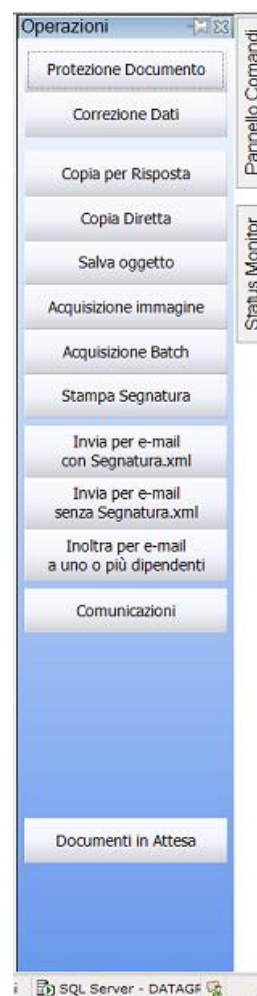 Operazioni
Protezione Documento
Correzione Dati
Copia per Risposta
Copia Diretta
Salva oggetto
Acquisizione immagine
Acquisizione Batch
Stampa Segnatura
Invia per e-mail
con Segnatura.xml
Invia per e-mail
senza Segnatura.xml
Inoltra per e-mail
a uno o più dipendenti
Comunicazioni
Documenti in Attesa
Pannello Comandi
Status Monitor
SQL Server - DATAGR